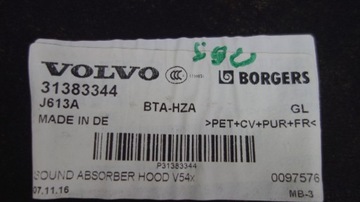 VOLVO CCC BORGERS
31383344
J613A BTA-HZA GL
MADE IN DE >PET+CV+PUR+FR<
P31383344
SOUND ABSORBER HOOD V54x 0097576
07.11.16 MB-3